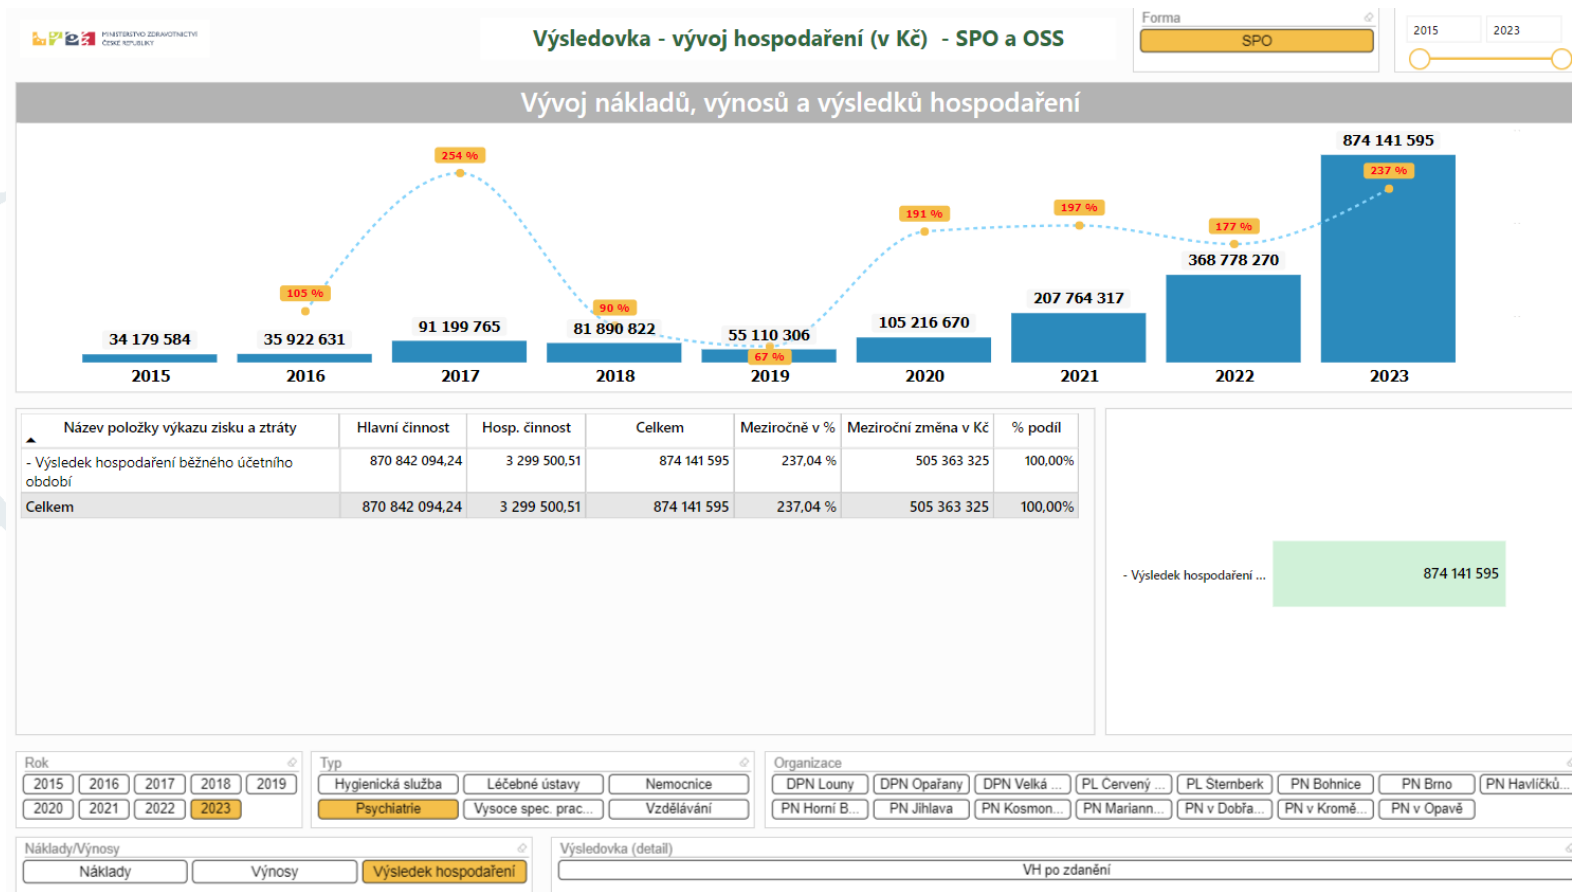 MINISTERSTVO ZDRAVOTNICTVÍ
ČESKÉ REPUBLIKY
Výsledovka - vývoj hospodaření (v Kč) - SPO a OSS
Forma
SPO
2015 2023
Vývoj nákladů, výnosů a výsledků hospodaření
874 141 595
254 % 237 %
191 % 197 % 177 %
368 778 270
105 % 90 % 207 764 317
34 179 584 35 922 631 91 199 765 81 890 822 55 110 306 105 216 670
67 %
2015 2016 2017 2018 2019 2020 2021 2022 2023
Název položky výkazu zisku a ztráty Hlavní činnost Hosp. činnost Celkem Meziročně v % Meziroční změna v Kč % podíl
- Výsledek hospodaření běžného účetního 870 842 094,24 3 299 500,51 874 141 595 237,04 % 505 363 325 100,00%
období
Celkem 870 842 094,24 3 299 500,51 874 141 595 237,04 % 505 363 325 100,00%
- Výsledek hospodaření ... 874 141 595
Rok
2015 2016 2017 2018 2019
2020 2021 2022 2023
Typ
Hygienická služba Léčebné ústavy Nemocnice
Psychiatrie Vysoce spec. prac... Vzdělávání
Organizace
DPN Louny DPN Opařany DPN Velká ... PL Červený ... PL Šternberk PN Bohnice PN Brno PN Havlíčků...
PN Horní B... PN Jihlava PN Kosmon... PN Mariann... PN v Dobřa... PN v Kromě... PN v Opavě
Náklady/Výnosy
Náklady Výnosy Výsledek hospodaření
Výsledovka (detail)
VH po zdanění